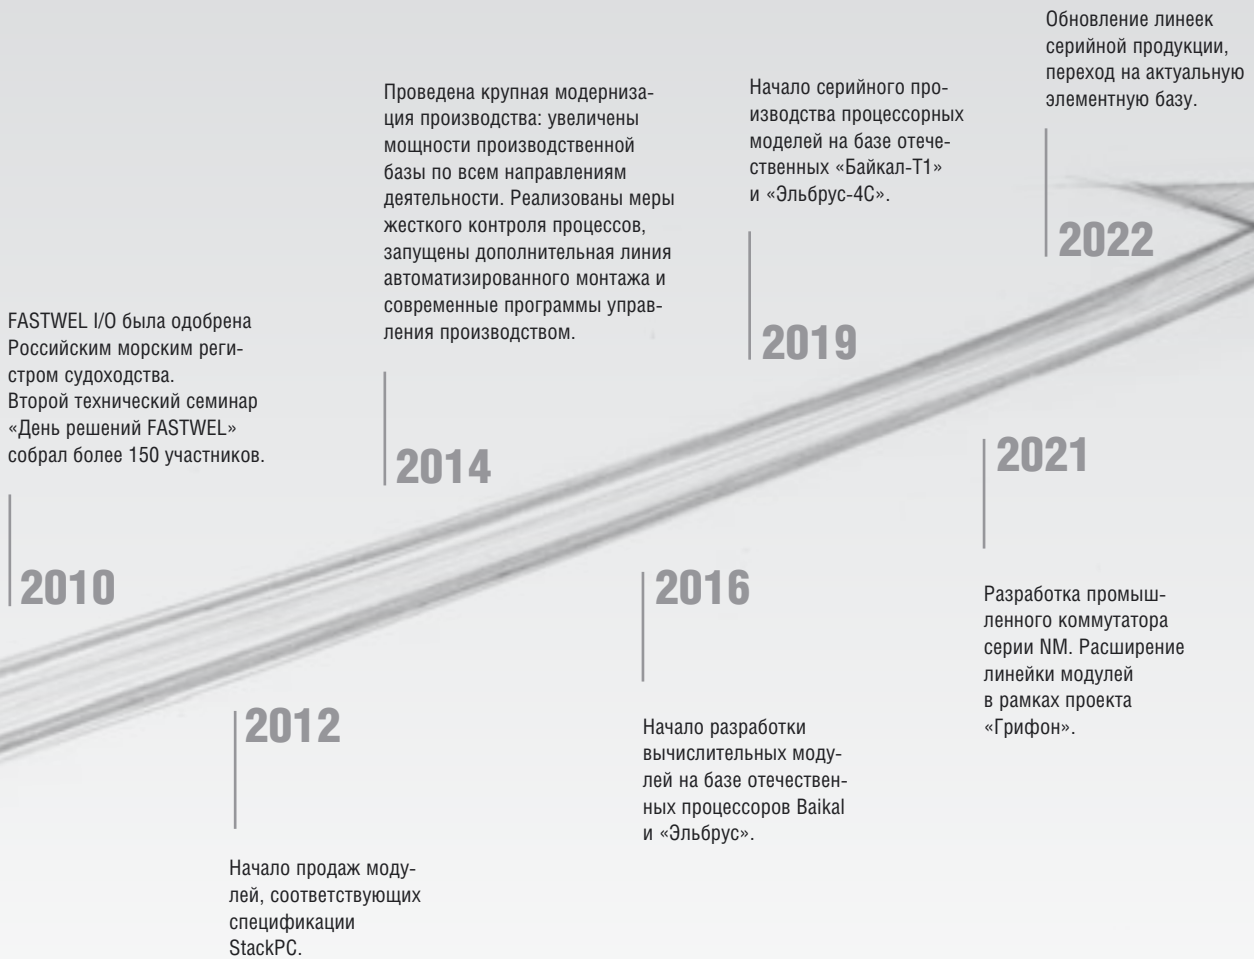 FASTWEL I/O была одобрена
Российским морским реги-
стром судоходства.
Второй технический семинар
«День решений FASTWEL»
собрал более 150 участников.
2010
2012
Начало продаж моду-
лей, соответствующих
спецификации
StackPC.
Проведена крупная модерниза-
ция производства: увеличены
мощности производственной
базы по всем направлениям
деятельности. Реализованы меры
жесткого контроля процессов,
запущены дополнительная линия
автоматизированного монтажа и
современные программы управ-
ления производством.
2014
2016
Начало разработки
вычислительных моду-
лей на базе отечествен-
ных процессоров Baikal
и «Эльбрус».
Начало серийного про-
изводства процессорных
моделей на базе отече-
ственных «Байкал-Т1»
и «Эльбрус-4С».
2019
2021
Разработка промыш-
ленного коммутатора
серии NM. Расширение
линейки модулей
в рамках проекта
«Грифон».
Обновление линеек
серийной продукции,
переход на актуальную
элементную базу.
2022